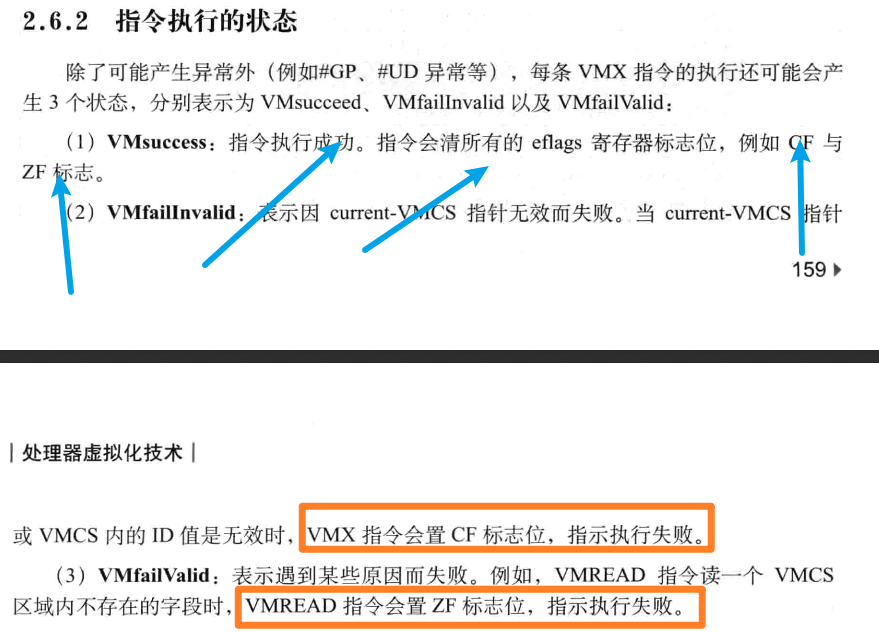 2.6.2 指令执行的状态
除了可能产生异常外（例如#GP、#UD 异常等），每条 VMX 指令的执行还可能会产
生 3 个状态，分别表示为 VMsucceed、VMfailInvalid 以及 VMfailValid：
（1）VMsuccess：指令执行成功。指令会清所有的 eflags 寄存器标志位，例如 CF 与
ZF 标志。
（2）VMfailInvalid：表示因 current-VMCS 指针无效而失败。当 current-VMCS 指针
159
处理器虚拟化技术
或 VMCS 内的 ID 值是无效时，VMX 指令会置 CF 标志位，指示执行失败。
（3）VMfailValid：表示遇到某些原因而失败。例如，VMREAD 指令读一个 VMCS
区域内不存在的字段时，VMREAD 指令会置 ZF 标志位，指示执行失败。